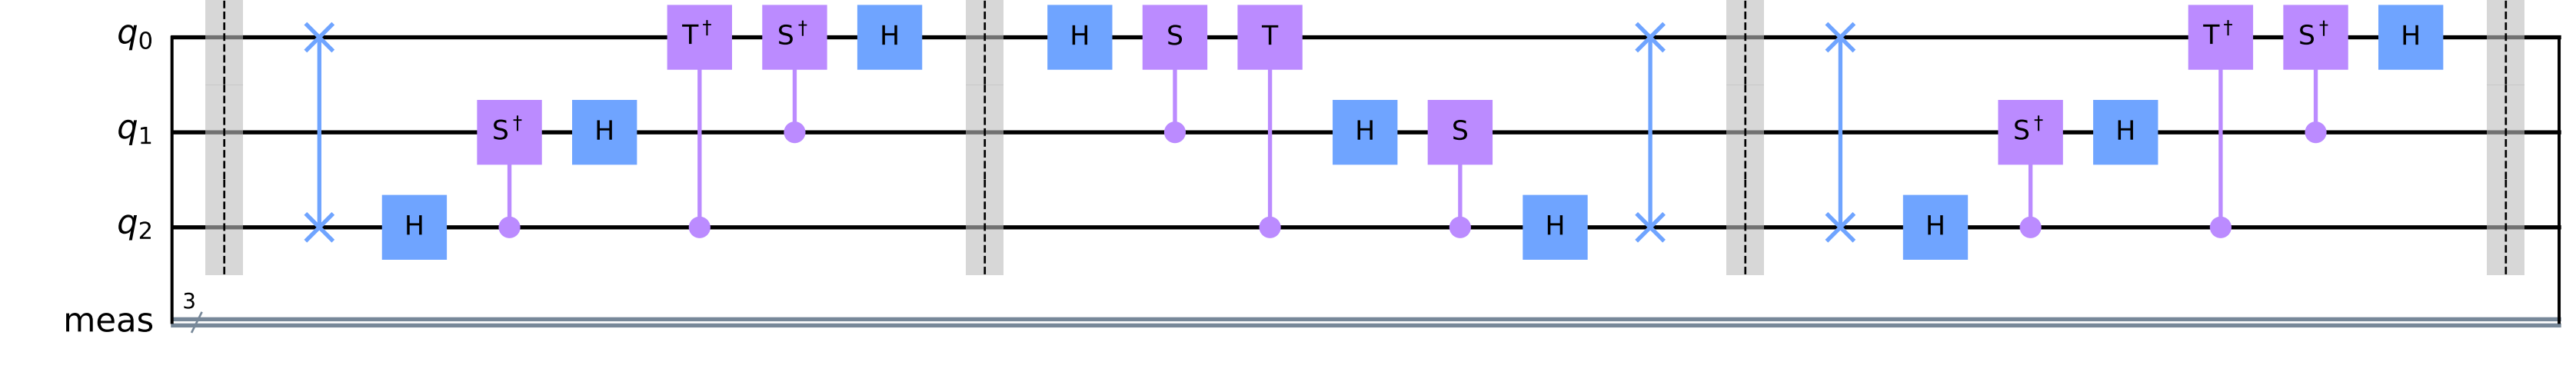 q0 T† S† H H S T T† S† H
q1 S† H H S S† H
q2 H H H
3
meas